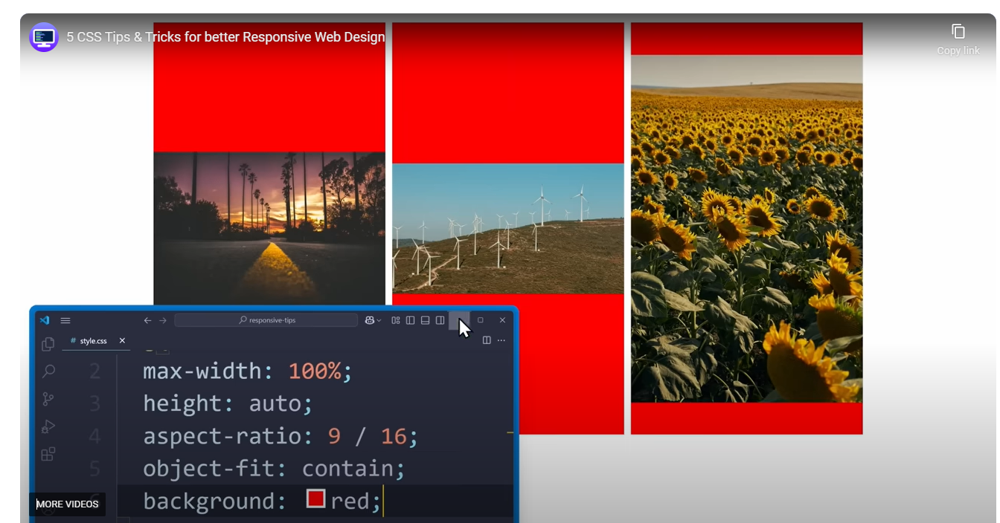 5 CSS Tips & Tricks for better Responsive Web Design
Copy link
responsive-tips
# style.css
2 max-width: 100%;
3 height: auto;
4 aspect-ratio: 9 / 16;
5 object-fit: contain;
6 background: red;
MORE VIDEOS